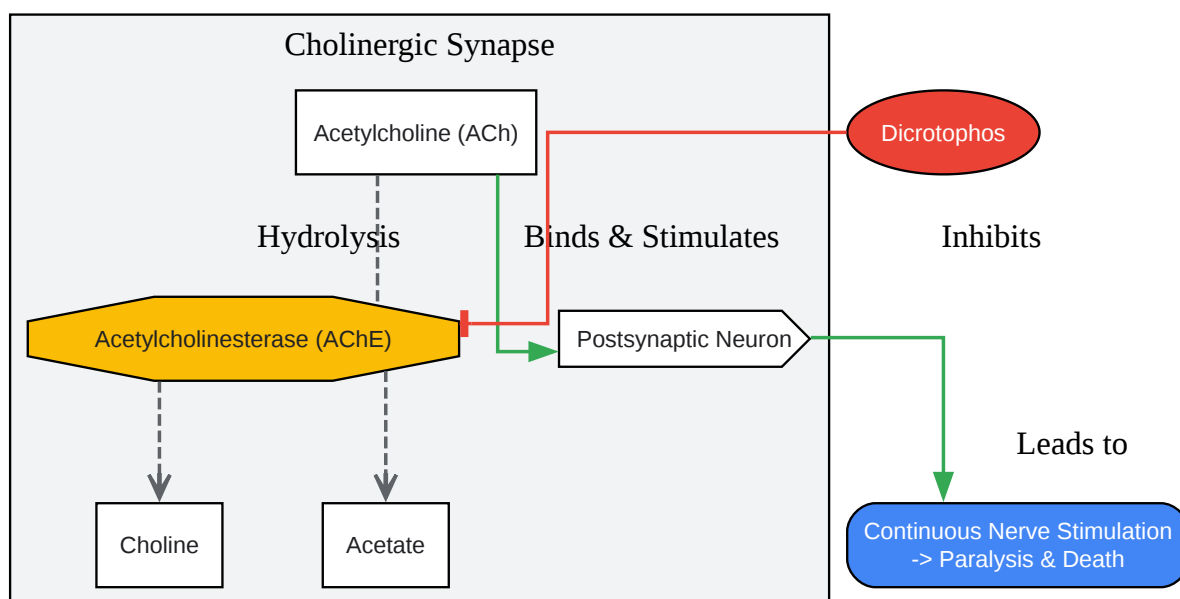 Cholinergic Synapse
Acetylcholine (ACh)
Dicrotophos
Hydrolysis
Binds & Stimulates
Inhibits
Acetylcholinesterase (AChE)
Postsynaptic Neuron
Leads to
Choline
Acetate
Continuous Nerve Stimulation
-> Paralysis & Death